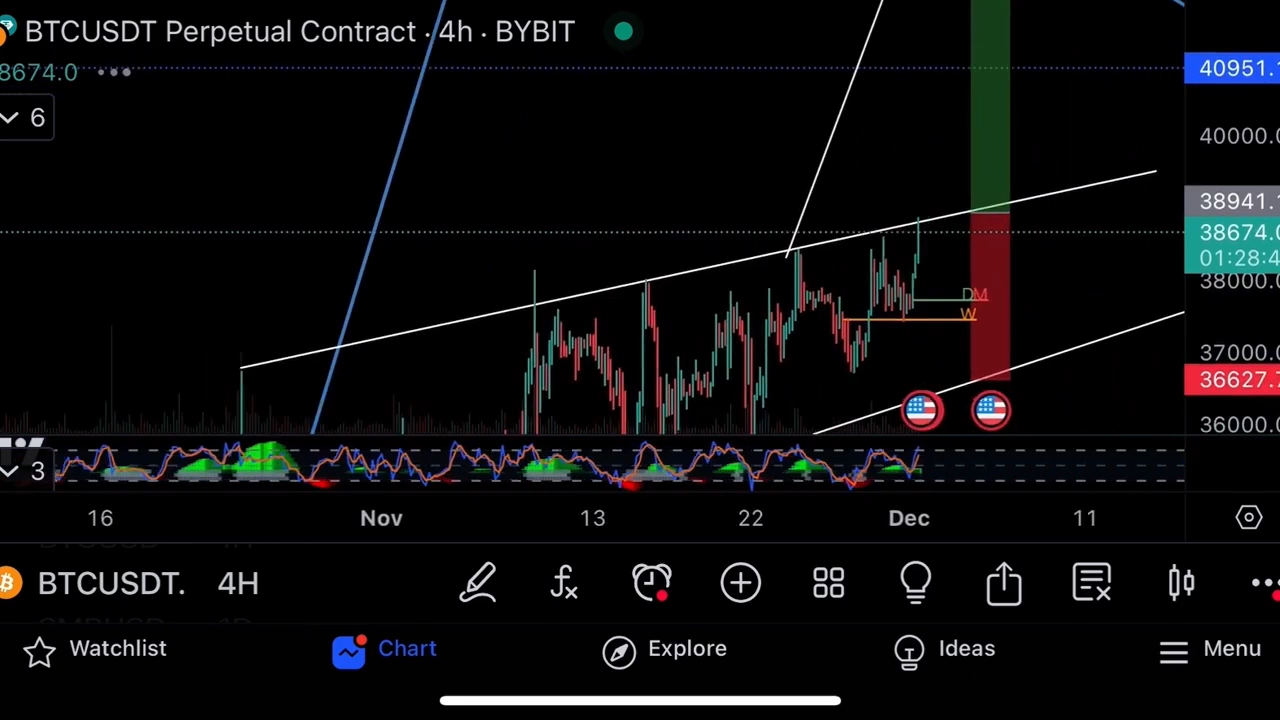 BTCUSDT Perpetual Contract · 4h · BYBIT
8674.0
6
40951.1
40000.0
38941.1
38674.0
01:28:4
38000.0
DM
W
37000.0
36627.7
36000.0
3
16 Nov 13 22 Dec 11
BTCUSDT. 4H
Watchlist Chart Explore Ideas Menu